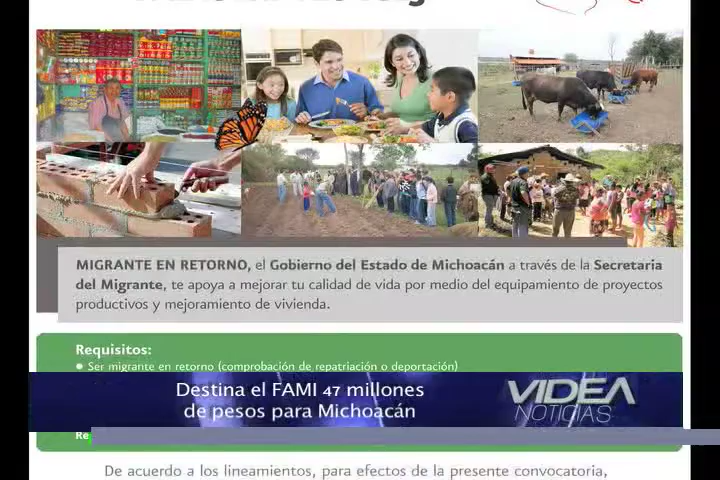 MIGRANTE EN RETORNO, el Gobierno del Estado de Michoacán a través de la Secretaria
del Migrante, te apoya a mejorar tu calidad de vida por medio del equipamiento de proyectos
productivos y mejoramiento de vivienda.
Requisitos:
● Ser migrante en retorno (comprobación de repatriación o deportación)
Destina el FAMI 47 millones
de pesos para Michoacán
VIDEA
NOTICIAS
De acuerdo a los lineamientos, para efectos de la presente convocatoria,